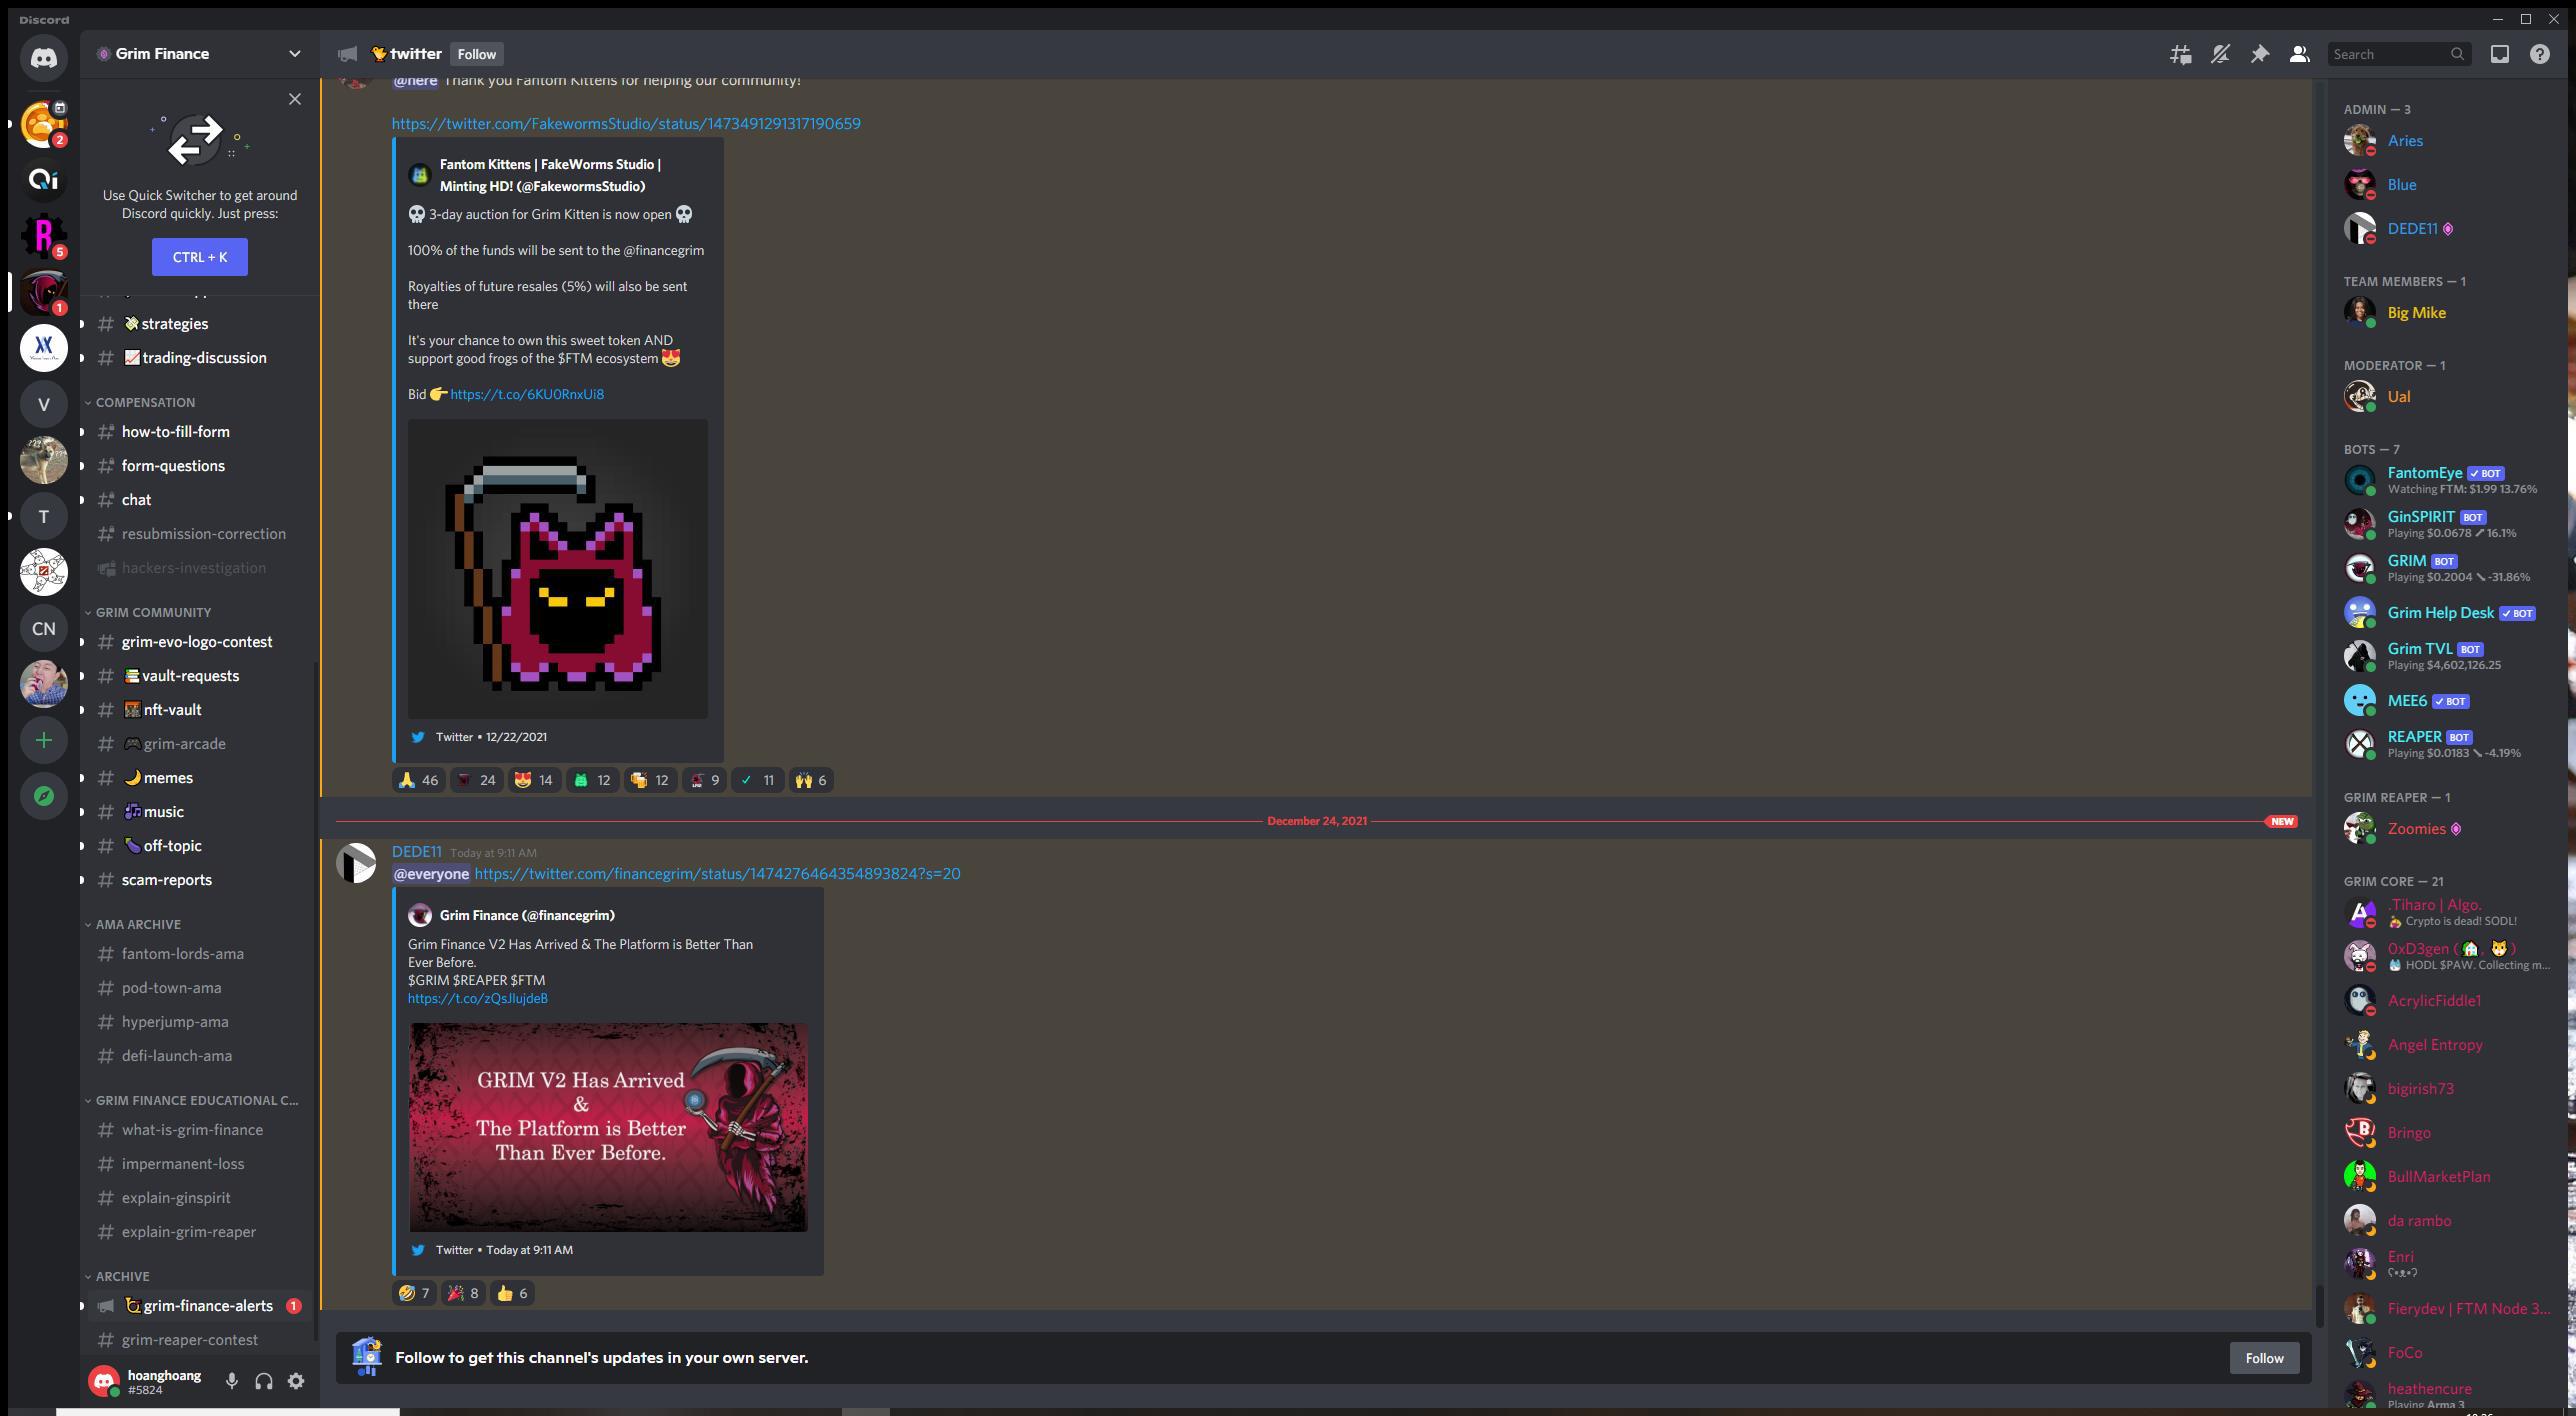 Discord
Grim Finance
twitter
Follow
Search
Use Quick Switcher to get around
Discord quickly. Just press:
CTRL + K
2
Qi
R
5
1
V
T
CN
strategies
trading-discussion
COMPENSATION
how-to-fill-form
form-questions
chat
resubmission-correction
hackers-investigation
GRIM COMMUNITY
grim-evo-logo-contest
vault-requests
nft-vault
grim-arcade
memes
music
off-topic
scam-reports
AMA ARCHIVE
fantom-lords-ama
pod-town-ama
hyperjump-ama
defi-launch-ama
GRIM FINANCE EDUCATIONAL C...
what-is-grim-finance
impermanent-loss
explain-ginspirit
explain-grim-reaper
ARCHIVE
grim-finance-alerts 1
grim-reaper-contest
hoanghoang
#5824
@here Thank you Fantom Kittens for helping our community!
https://twitter.com/FakewormsStudio/status/1473491291317190659
Fantom Kittens | FakeWorms Studio |
Minting HD! (@FakewormsStudio)
3-day auction for Grim Kitten is now open
100% of the funds will be sent to the @financegrim
Royalties of future resales (5%) will also be sent
there
It's your chance to own this sweet token AND
support good frogs of the $FTM ecosystem
Bid https://t.co/6KU0RnxUi8
Twitter • 12/22/2021
46 24 14 12 12 9 11 6
December 24, 2021 NEW
DEDE11 Today at 9:11 AM
@everyone https://twitter.com/financegrim/status/1474276464354893824?s=20
Grim Finance (@financegrim)
Grim Finance V2 Has Arrived & The Platform is Better Than
Ever Before.
$GRIM $REAPER $FTM
https://t.co/zQsJlujdeB
GRIM V2 Has Arrived
&
The Platform is Better
Than Ever Before.
Twitter • Today at 9:11 AM
7 8 6
Follow to get this channel's updates in your own server.
Follow
ADMIN — 3
Aries
Blue
DEDE11
TEAM MEMBERS — 1
Big Mike
MODERATOR — 1
Ual
BOTS — 7
FantomEye BOT
Watching FTM: $1.99 13.76%
GinSPIRIT BOT
Playing $0.0678 16.1%
GRIM BOT
Playing $0.2004 -31.86%
Grim Help Desk BOT
Grim TVL BOT
Playing $4,602,126.25
MEE6 BOT
REAPER BOT
Playing $0.0183 -4.19%
GRIM REAPER — 1
Zoomies
GRIM CORE — 21
.Tiharo | Algo.
Crypto is dead! SODL!
0xD3gen ( , )
HODL $PAW. Collecting m...
AcrylicFiddle1
Angel Entropy
bigirish73
Bringo
BullMarketPlan
da rambo
Enri
Fierydev | FTM Node 3...
FoCo
heathencure
Playing Arma 3